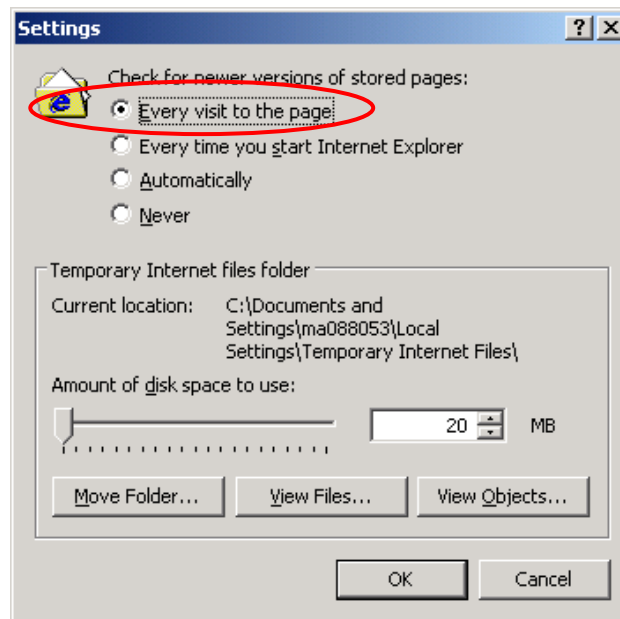 Settings
Check for newer versions of stored pages:
Every visit to the page
Every time you start Internet Explorer
Automatically
Never
Temporary Internet files folder
Current location: C:\Documents and
Settings\ma088053\Local
Settings\Temporary Internet Files\
Amount of disk space to use:
20 MB
Move Folder... View Files... View Objects...
OK Cancel